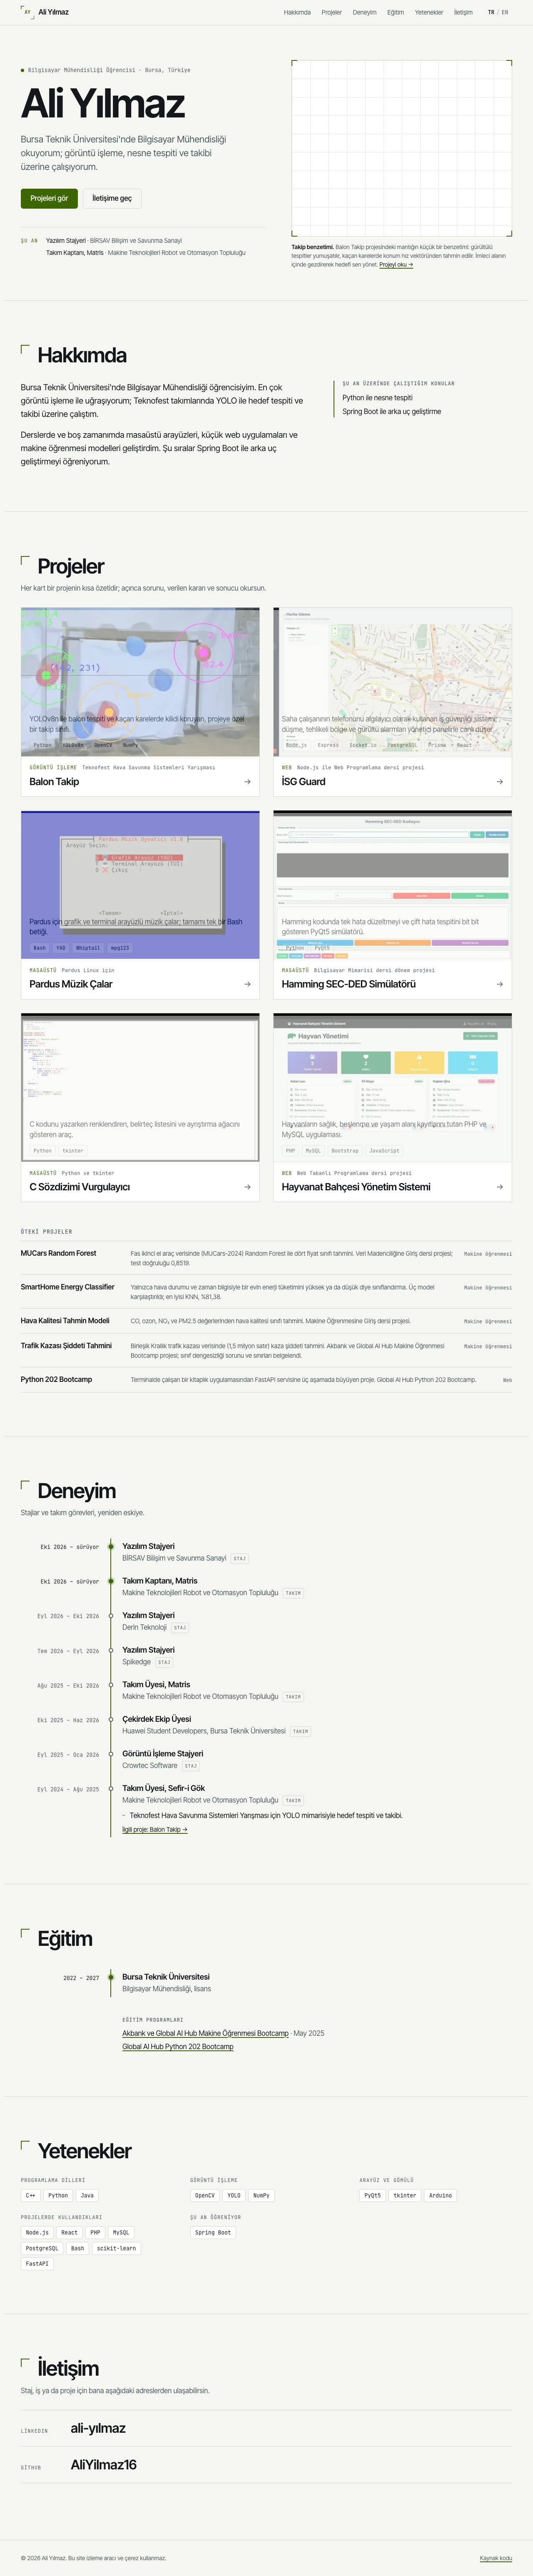 AY Ali Yılmaz
Hakkımda Projeler Deneyim Eğitim Yetenekler İletişim TR / EN
Bilgisayar Mühendisliği Öğrencisi · Bursa, Türkiye
Ali Yılmaz
Bursa Teknik Üniversitesi'nde Bilgisayar Mühendisliği
okuyorum; görüntü işleme, nesne tespiti ve takibi
üzerine çalışıyorum.
Projeleri gör İletişime geç
ŞU AN Yazılım Stajyeri · BİRSAV Bilişim ve Savunma Sanayi
Takım Kaptanı, Matris · Makine Teknolojileri Robot ve Otomasyon Topluluğu
Takip benzetimi. Balon Takip projesindeki mantığın küçük bir benzetimi: gürültülü
tespitler yumuşatılır, kaçan karelerde konum hız vektöründen tahmin edilir. İmleci alanın
içinde gezdirerek hedefi sen yönet. Projeyi oku →
Hakkımda
Bursa Teknik Üniversitesi'nde Bilgisayar Mühendisliği öğrencisiyim. En çok
görüntü işleme ile uğraşıyorum; Teknofest takımlarında YOLO ile hedef tespiti ve
takibi üzerine çalıştım.
Derslerde ve boş zamanımda masaüstü arayüzleri, küçük web uygulamaları ve
makine öğrenmesi modelleri geliştirdim. Şu sıralar Spring Boot ile arka uç
geliştirmeyi öğreniyorum.
ŞU AN ÜZERİNDE ÇALIŞTIĞIM KONULAR
Python ile nesne tespiti
Spring Boot ile arka uç geliştirme
Projeler
Her kart bir projenin kısa özetidir; açınca sorunu, verilen kararı ve sonucu okursun.
(142, 231)
YOLOv8n ile balon tespiti ve kaçan karelerde kilidi koruyan, projeye özel
bir takip sınıfı.
Python YOLOv8n OpenCV NumPy
GÖRÜNTÜ İŞLEME Teknofest Hava Savunma Sistemleri Yarışması
Balon Takip →
Saha çalışanının telefonunu algılayıcı olarak kullanan iş güvenliği sistemi;
düşme, tehlikeli bölge ve gürültü alarmları yönetici paneline canlı düşer.
Node.js Express Socket.io PostgreSQL Prisma React
WEB Node.js ile Web Programlama dersi projesi
İSG Guard →
Pardus Müzik Oynatıcı v1.0
Arayüz Seçin:
Grafik Arayüz
Terminal Arayüzü (TUI)
Çıkış
<Tamam> <İptal>
Pardus için grafik ve terminal arayüzlü müzik çalar; tamamı tek bir Bash
betiği.
Bash YAD Whiptail mpg123
MASAÜSTÜ Pardus Linux için
Pardus Müzik Çalar →
Hamming SEC-DED Kodlayıcı
Hamming kodunda tek hata düzeltmeyi ve çift hata tespitini bit bit
gösteren PyQt5 simülatörü.
Python PyQt5
MASAÜSTÜ Bilgisayar Mimarisi dersi dönem projesi
Hamming SEC-DED Simülatörü →
C kodunu yazarken renklendiren, belirteç listesini ve ayrıştırma ağacını
gösteren araç.
Python tkinter
MASAÜSTÜ Python ve tkinter
C Sözdizimi Vurgulayıcı →
Hayvan Yönetimi
Hayvanların sağlık, beslenme ve yaşam alanı kayıtlarını tutan PHP ve
MySQL uygulaması.
PHP MySQL Bootstrap JavaScript
WEB Web Tabanlı Programlama dersi projesi
Hayvanat Bahçesi Yönetim Sistemi →
ÖTEKİ PROJELER
MUCars Random Forest Fas ikinci el araç verisinde (MUCars-2024) Random Forest ile dört fiyat sınıfı tahmini. Veri Madenciliğine Giriş dersi projesi; Makine Öğrenmesi
test doğruluğu 0,8519.
SmartHome Energy Classifier Yalnızca hava durumu ve zaman bilgisiyle bir evin enerji tüketimini yüksek ya da düşük diye sınıflandırma. Üç model Makine Öğrenmesi
karşılaştırıldı; en iyisi KNN, %81,38.
Hava Kalitesi Tahmin Modeli CO, ozon, NO₂ ve PM2.5 değerlerinden hava kalitesi sınıfı tahmini. Makine Öğrenmesine Giriş dersi projesi. Makine Öğrenmesi
Trafik Kazası Şiddeti Tahmini Birleşik Krallık trafik kazası verisinde (1,5 milyon satır) kaza şiddeti tahmini. Akbank ve Global AI Hub Makine Öğrenmesi Makine Öğrenmesi
Bootcamp projesi; sınıf dengesizliği sorunu ve sınırları belgelendi.
Python 202 Bootcamp Terminalde çalışan bir kitaplık uygulamasından FastAPI servisine üç aşamada büyüyen proje. Global AI Hub Python 202 Bootcamp. Web
Deneyim
Stajlar ve takım görevleri, yeniden eskiye.
Eki 2026 – sürüyor Yazılım Stajyeri
BİRSAV Bilişim ve Savunma Sanayi STAJ
Eki 2026 – sürüyor Takım Kaptanı, Matris
Makine Teknolojileri Robot ve Otomasyon Topluluğu TAKIM
Eyl 2026 – Eki 2026 Yazılım Stajyeri
Derin Teknoloji STAJ
Tem 2026 – Eyl 2026 Yazılım Stajyeri
Spikedge STAJ
Ağu 2025 – Eki 2026 Takım Üyesi, Matris
Makine Teknolojileri Robot ve Otomasyon Topluluğu TAKIM
Eki 2025 – Haz 2026 Çekirdek Ekip Üyesi
Huawei Student Developers, Bursa Teknik Üniversitesi TAKIM
Eyl 2025 – Oca 2026 Görüntü İşleme Stajyeri
Crowtec Software STAJ
Eyl 2024 – Ağu 2025 Takım Üyesi, Sefir-i Gök
Makine Teknolojileri Robot ve Otomasyon Topluluğu TAKIM
– Teknofest Hava Savunma Sistemleri Yarışması için YOLO mimarisiyle hedef tespiti ve takibi.
İlgili proje: Balon Takip →
Eğitim
2022 – 2027 Bursa Teknik Üniversitesi
Bilgisayar Mühendisliği, lisans
EĞİTİM PROGRAMLARI
Akbank ve Global AI Hub Makine Öğrenmesi Bootcamp · May 2025
Global AI Hub Python 202 Bootcamp
Yetenekler
PROGRAMLAMA DİLLERİ
C++ Python Java
GÖRÜNTÜ İŞLEME
OpenCV YOLO NumPy
ARAYÜZ VE GÖMÜLÜ
PyQt5 tkinter Arduino
PROJELERDE KULLANDIKLARI
Node.js React PHP MySQL
PostgreSQL Bash scikit-learn
FastAPI
ŞU AN ÖĞRENİYOR
Spring Boot
İletişim
Staj, iş ya da proje için bana aşağıdaki adreslerden ulaşabilirsin.
LINKEDIN ali-yılmaz
GITHUB AliYilmaz16
© 2026 Ali Yılmaz. Bu site izleme aracı ve çerez kullanmaz.
Kaynak kodu